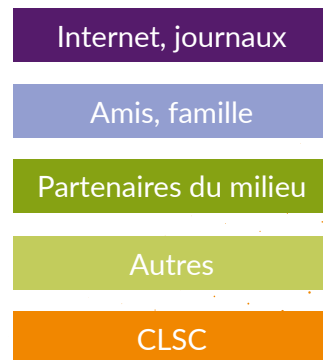 Internet, journaux
Amis, famille
Partenaires du milieu
Autres
CLSC